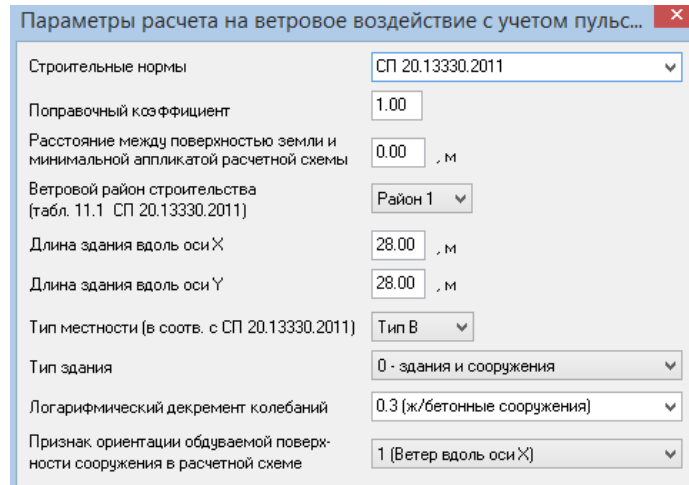 Параметры расчета на ветровое воздействие с учетом пульс...
Строительные нормы СП 20.13330.2011
Поправочный коэффициент 1.00
Расстояние между поверхностью земли и
минимальной аппликатой расчетной схемы 0.00 , м
Ветровой район строительства
(табл. 11.1 СП 20.13330.2011) Район 1
Длина здания вдоль оси X 28.00 , м
Длина здания вдоль оси Y 28.00 , м
Тип местности (в соотв. с СП 20.13330.2011) Тип B
Тип здания 0 - здания и сооружения
Логарифмический декремент колебаний 0.3 (ж/бетонные сооружения)
Признак ориентации обдуваемой поверх-
ности сооружения в расчетной схеме 1 (Ветер вдоль оси X)